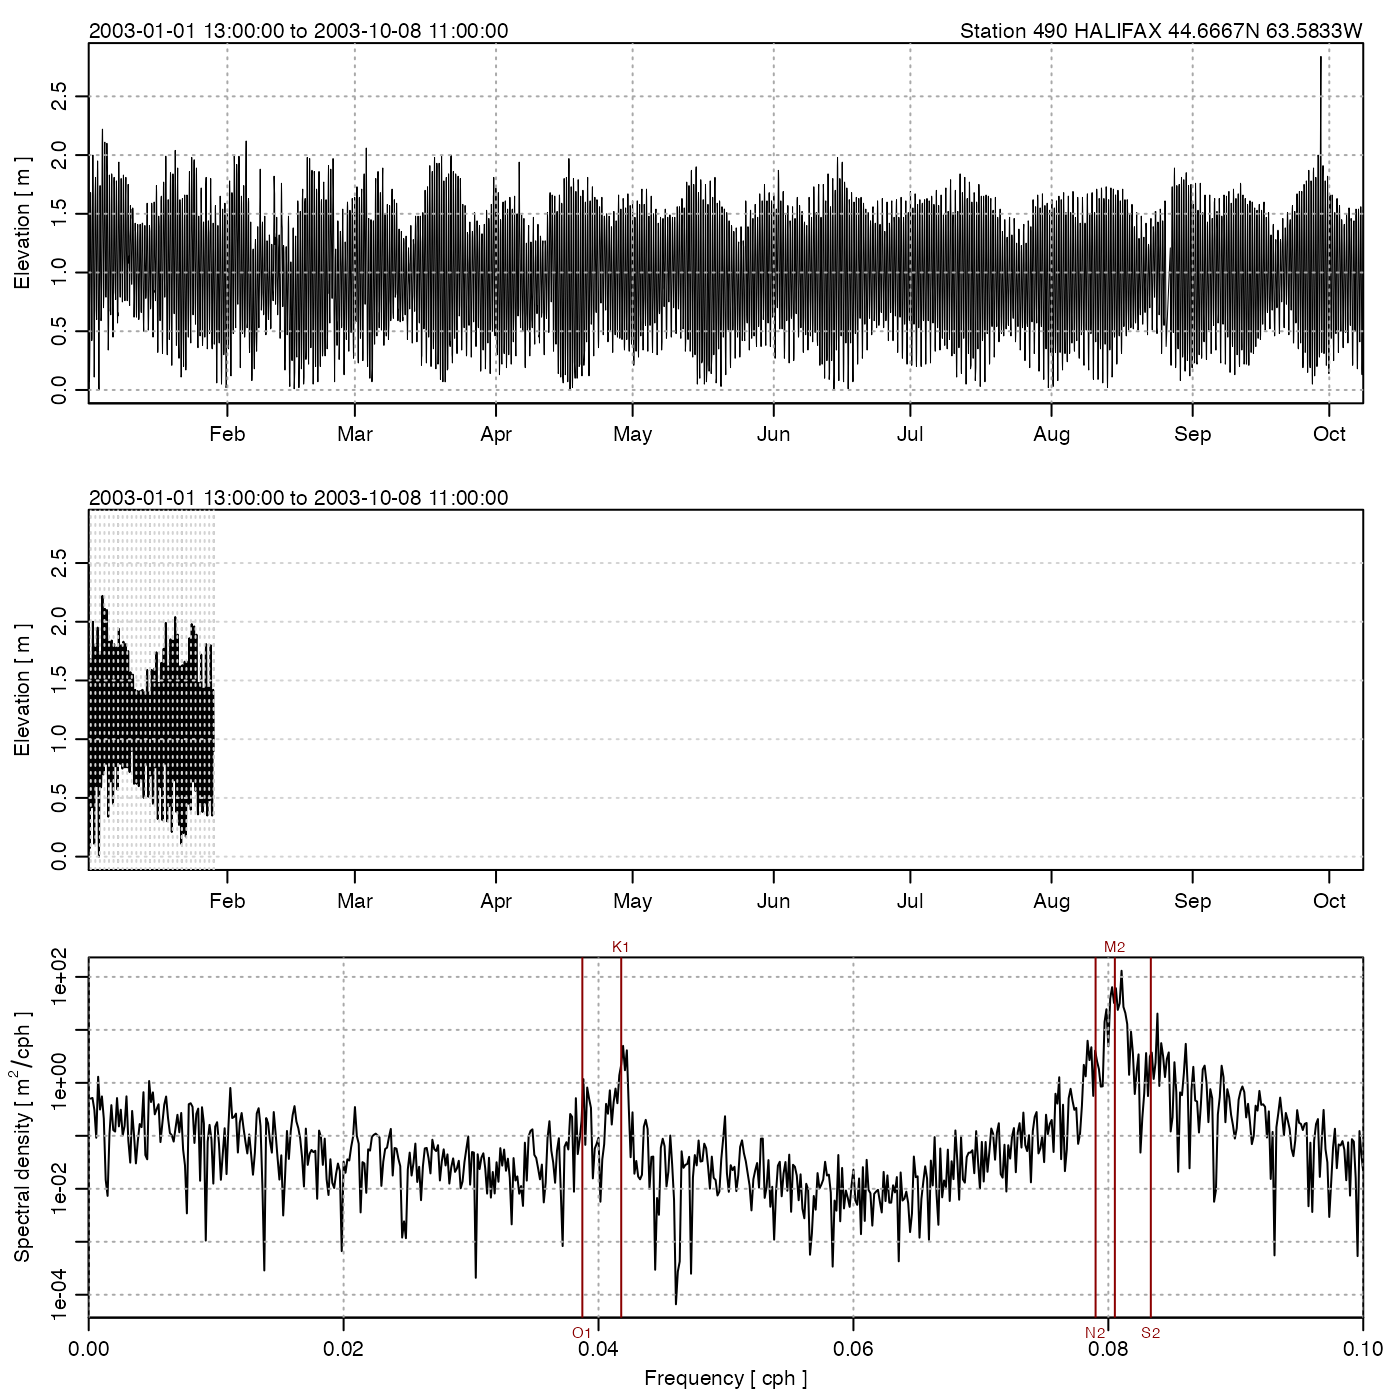 2003-01-01 13:00:00 to 2003-10-08 11:00:00 Station 490 HALIFAX 44.6667N 63.5833W
Elevation [ m ]
2.5
2.0
1.5
1.0
0.5
0.0
Feb Mar Apr May Jun Jul Aug Sep Oct
2003-01-01 13:00:00 to 2003-10-08 11:00:00
Elevation [ m ]
2.5
2.0
1.5
1.0
0.5
0.0
Feb Mar Apr May Jun Jul Aug Sep Oct
K1 M2
Spectral density [ m²/cph ]
1e+02
1e+00
1e-02
1e-04
O1 N2 S2
0.00 0.02 0.04 0.06 0.08 0.10
Frequency [ cph ]